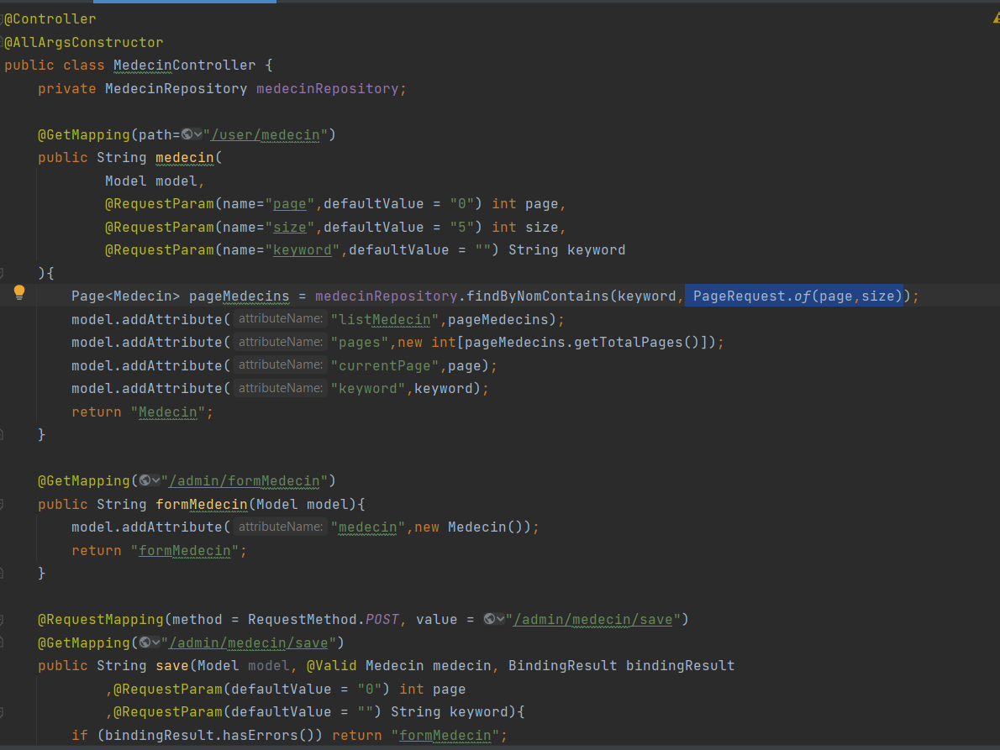 @Controller
@AllArgsConstructor
public class MedecinController {
    private MedecinRepository medecinRepository;

    @GetMapping(path="/user/medecin")
    public String medecin(
            Model model,
            @RequestParam(name="page",defaultValue = "0") int page,
            @RequestParam(name="size",defaultValue = "5") int size,
            @RequestParam(name="keyword",defaultValue = "") String keyword
    ){
        Page<Medecin> pageMedecins = medecinRepository.findByNomContains(keyword, PageRequest.of(page,size));
        model.addAttribute( attributeName: "listMedecin",pageMedecins);
        model.addAttribute( attributeName: "pages",new int[pageMedecins.getTotalPages()]);
        model.addAttribute( attributeName: "currentPage",page);
        model.addAttribute( attributeName: "keyword",keyword);
        return "Medecin";
    }

    @GetMapping("/admin/formMedecin")
    public String formMedecin(Model model){
        model.addAttribute( attributeName: "medecin",new Medecin());
        return "formMedecin";
    }

    @RequestMapping(method = RequestMethod.POST, value = "/admin/medecin/save")
    @GetMapping("/admin/medecin/save")
    public String save(Model model, @Valid Medecin medecin, BindingResult bindingResult
            ,@RequestParam(defaultValue = "0") int page
            ,@RequestParam(defaultValue = "") String keyword){
        if (bindingResult.hasErrors()) return "formMedecin";